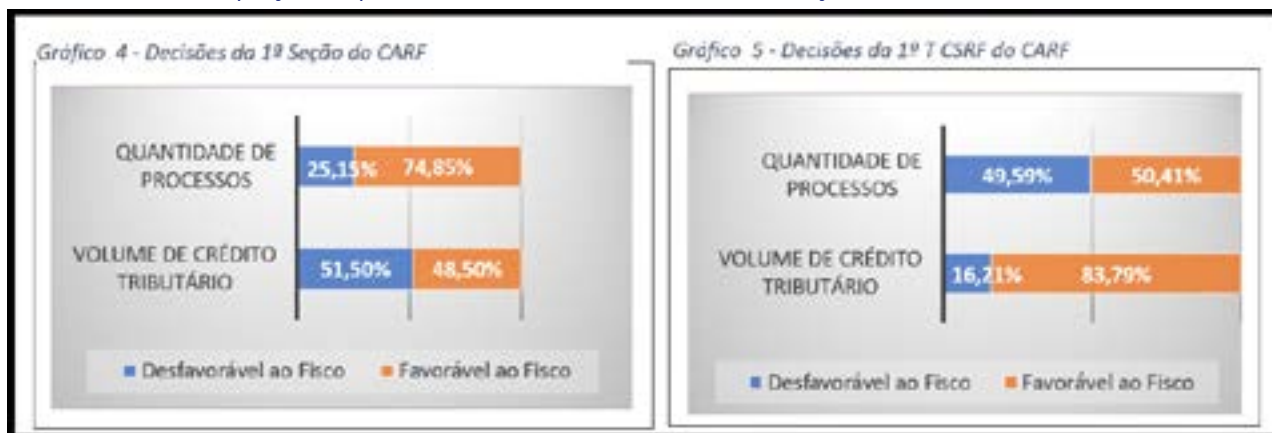 Gráfico 4 - Decisões da 1ª Seção do CARF
QUANTIDADE DE
PROCESSOS
25,15% 74,85%
VOLUME DE CRÉDITO
TRIBUTÁRIO
51,50% 48,50%
Desfavorável ao Fisco Favorável ao Fisco
Gráfico 5 - Decisões da 1ª T CSRF do CARF
QUANTIDADE DE
PROCESSOS
49,59% 50,41%
VOLUME DE CRÉDITO
TRIBUTÁRIO
16,21% 83,79%
Desfavorável ao Fisco Favorável ao Fisco